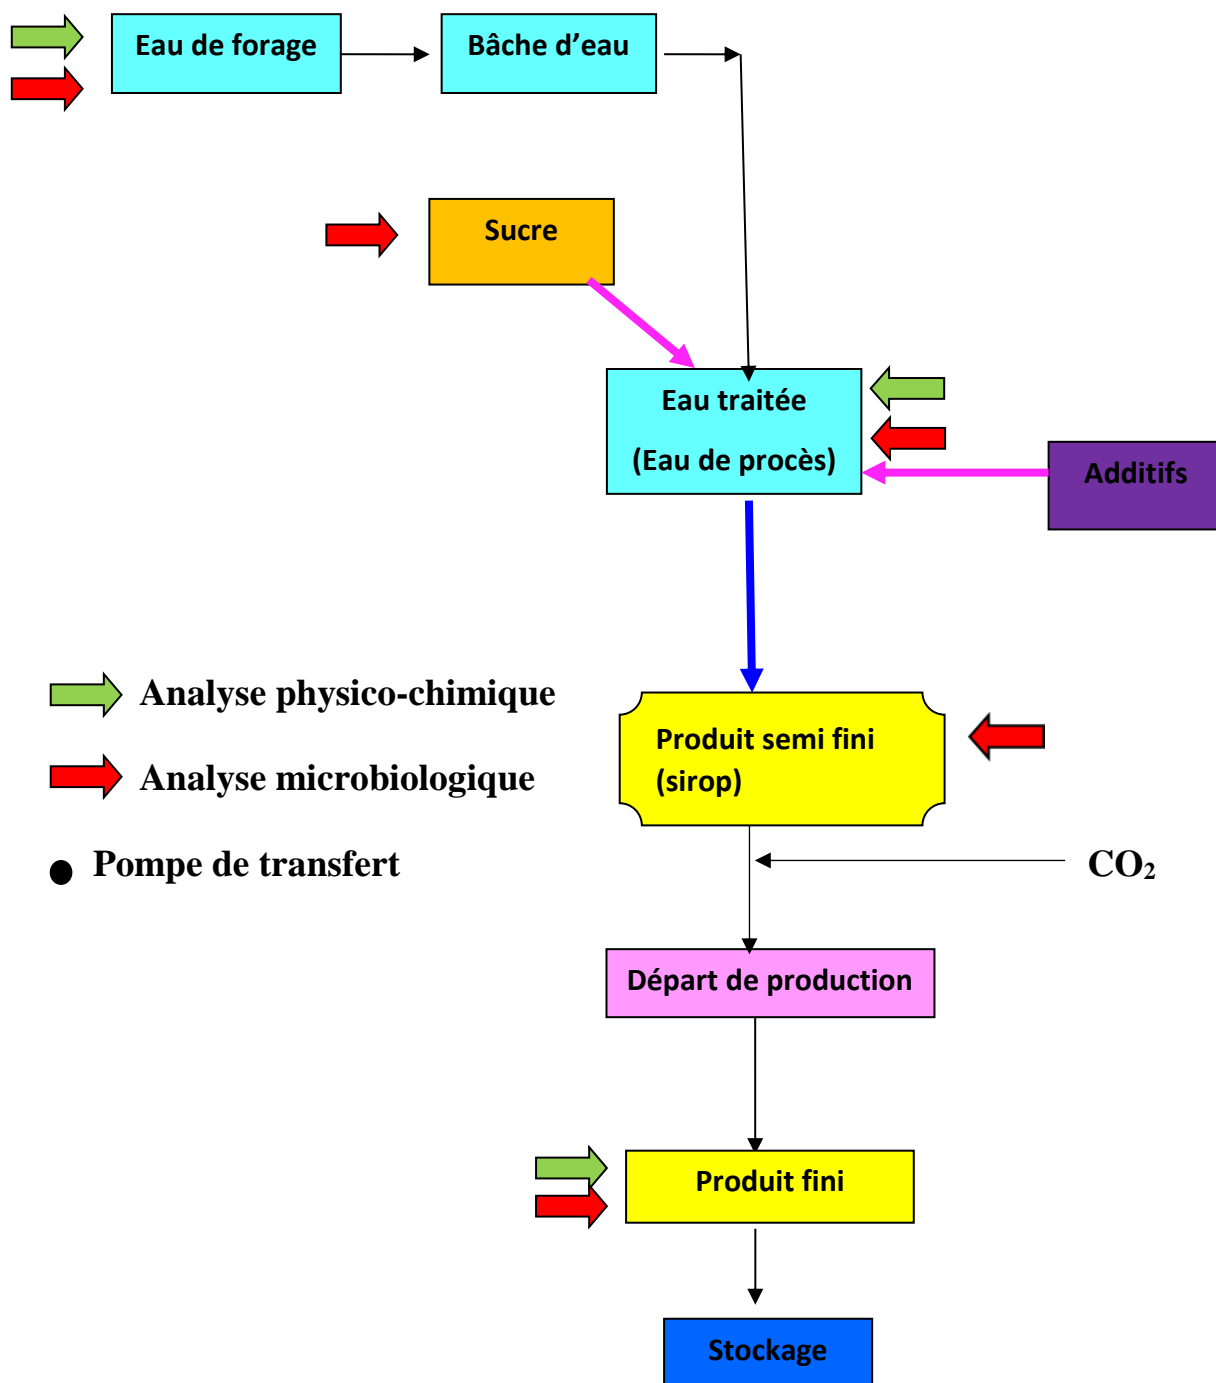 Eau de forage
Bâche d’eau
Sucre
Eau traitée
(Eau de procès)
Additifs
Analyse physico-chimique
Produit semi fini
(sirop)
Analyse microbiologique
Pompe de transfert
CO₂
Départ de production
Produit fini
Stockage